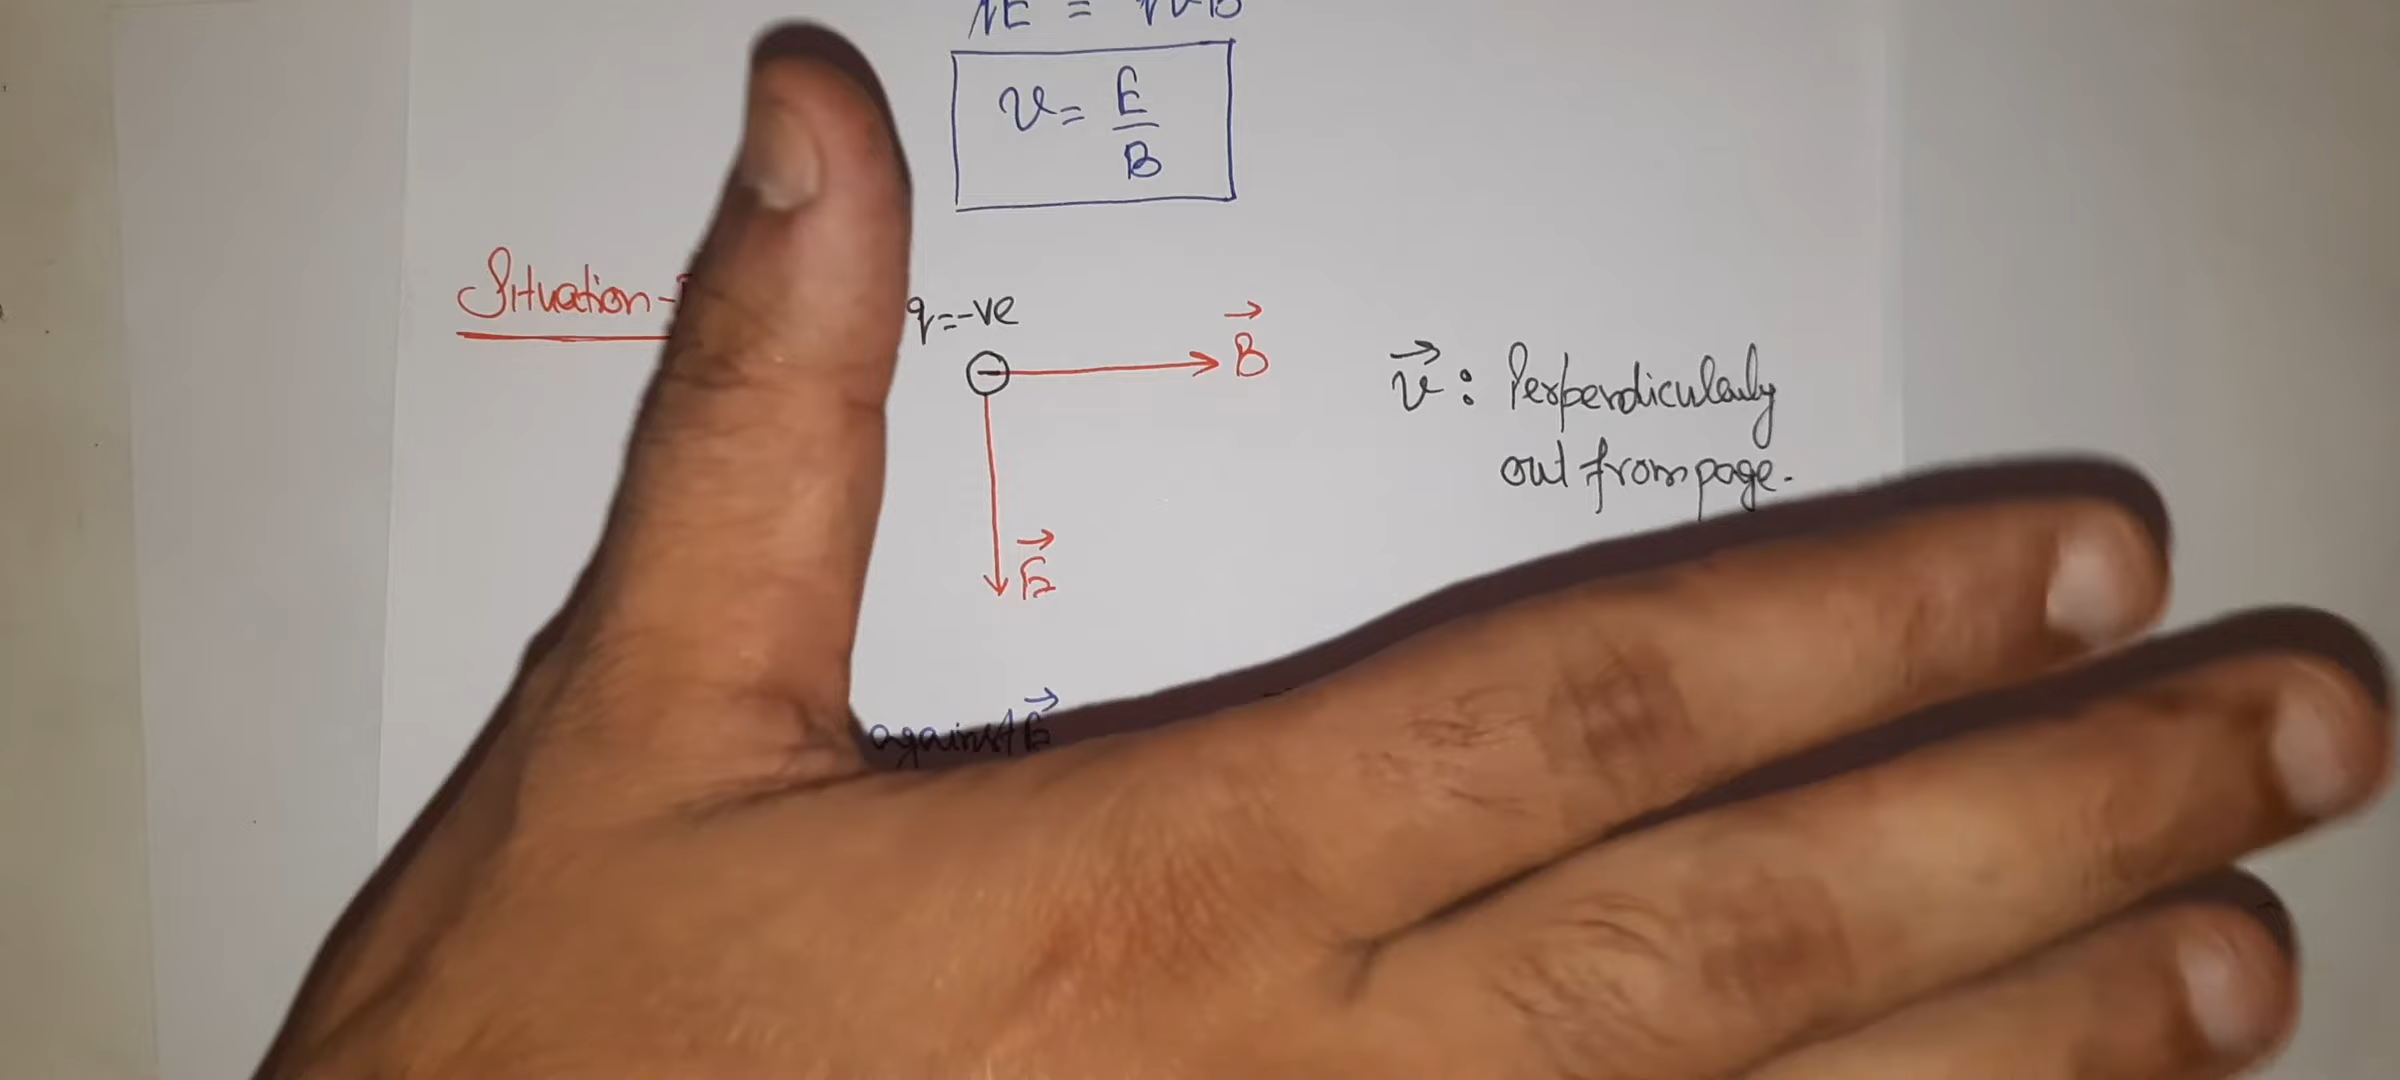 v = E/B
Situation-
q=-ve
B
v : Perpendicularly
out from page.
E
against E